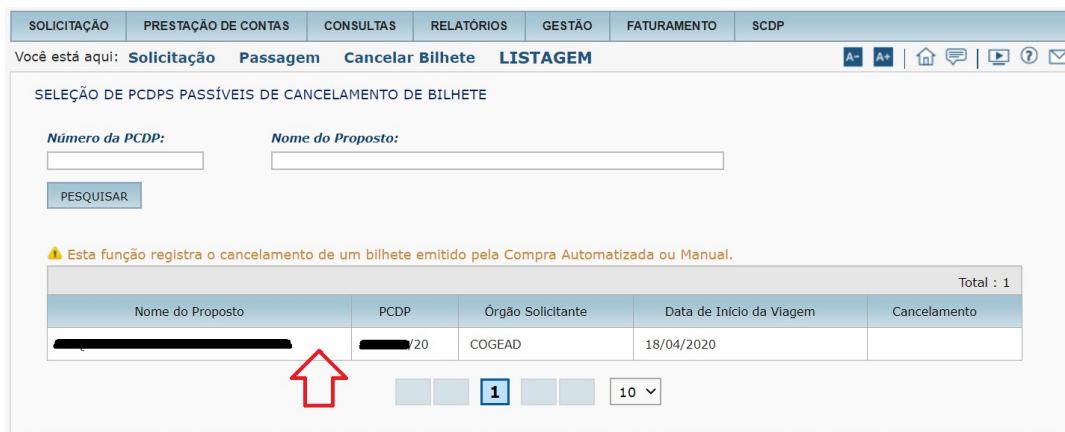 SOLICITAÇÃO PRESTAÇÃO DE CONTAS CONSULTAS RELATÓRIOS GESTÃO FATURAMENTO SCDP
Você está aqui: Solicitação Passagem Cancelar Bilhete LISTAGEM A- A+
SELEÇÃO DE PCDPS PASSÍVEIS DE CANCELAMENTO DE BILHETE
Número da PCDP: Nome do Proposto:
PESQUISAR
Esta função registra o cancelamento de um bilhete emitido pela Compra Automatizada ou Manual.
Total : 1
Nome do Proposto PCDP Órgão Solicitante Data de Início da Viagem Cancelamento
/20 COGEAD 18/04/2020
1 10